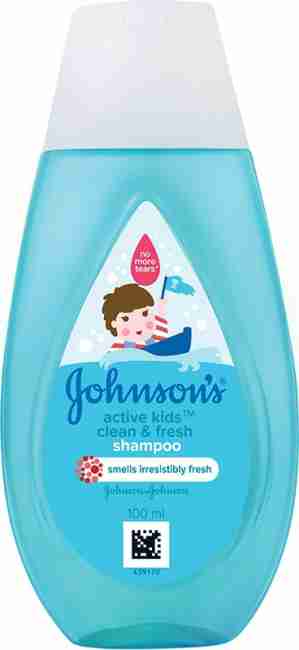 no
more
tears*
Johnson's®
active kids™
clean & fresh
shampoo
smells irresistibly fresh
Johnson & Johnson
100 ml